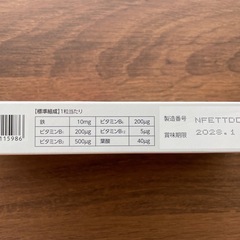 【標準組成】1粒当たり
鉄 10mg ビタミンB₆ 200μg
ビタミンB₁ 200μg ビタミンB₁₂ 5μg
ビタミンB₂ 500μg 葉酸 40μg
製造番号 NFETTDD
賞味期限 2026.1
115986